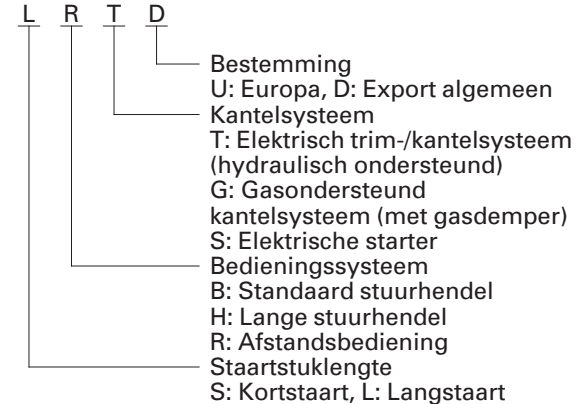 L R T D
Bestemming
U: Europa, D: Export algemeen
Kantelsysteem
T: Elektrisch trim-/kantelsysteem
(hydraulisch ondersteund)
G: Gasondersteund
kantelsysteem (met gasdemper)
S: Elektrische starter
Bedieningssysteem
B: Standaard stuurhendel
H: Lange stuurhendel
R: Afstandsbediening
Staartstuklengte
S: Kortstaart, L: Langstaart